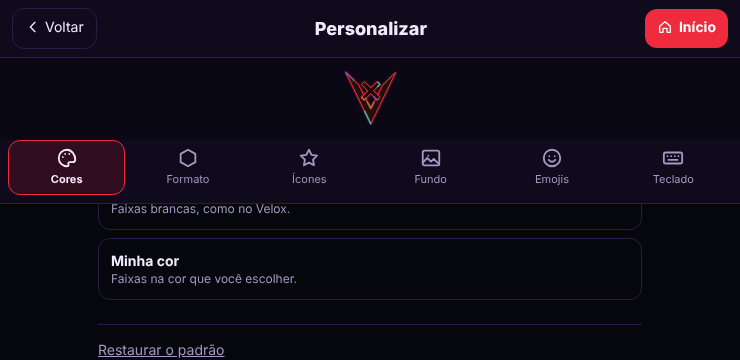 Voltar
Personalizar
Início
Cores
Formato
Ícones
Fundo
Emojis
Teclado
Faixas brancas, como no Velox.
Minha cor
Faixas na cor que você escolher.
Restaurar o padrão